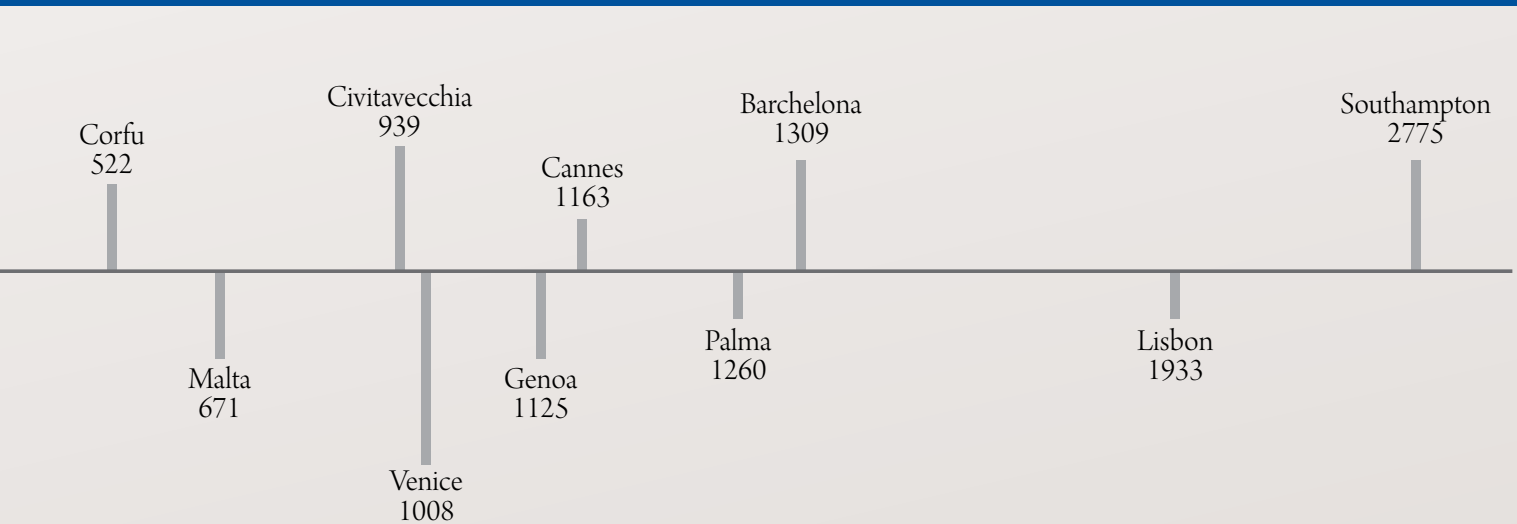 Corfu
522
Malta
671
Civitavecchia
939
Venice
1008
Genoa
1125
Cannes
1163
Palma
1260
Barchelona
1309
Lisbon
1933
Southampton
2775